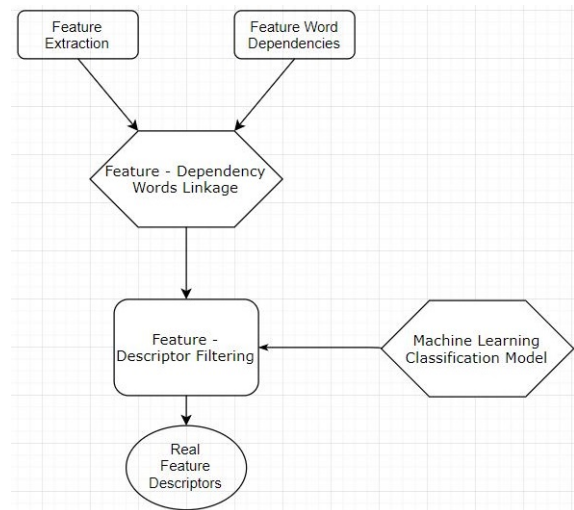 Feature
Extraction
Feature Word
Dependencies
Feature - Dependency
Words Linkage
Feature -
Descriptor Filtering
Machine Learning
Classification Model
Real
Feature
Descriptors